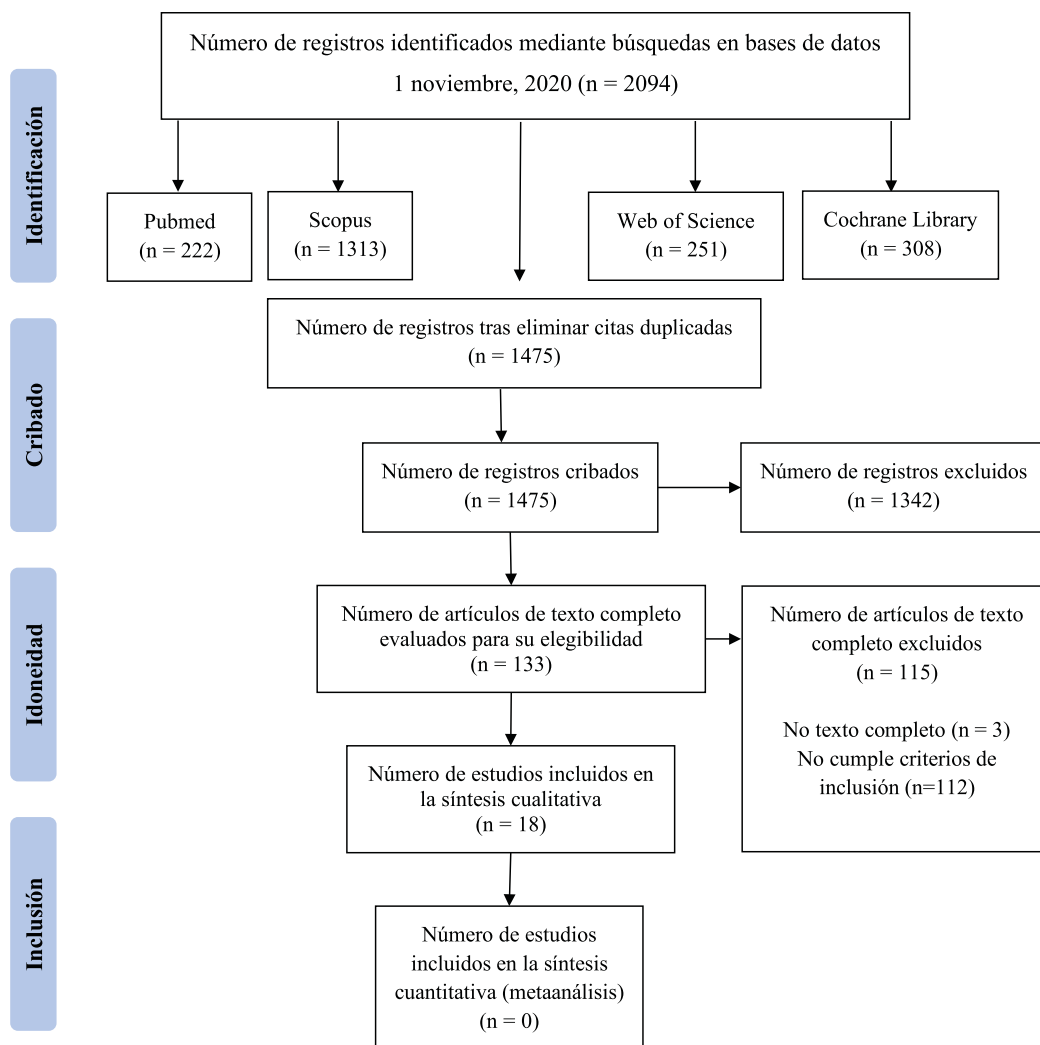 Número de registros identificados mediante búsquedas en bases de datos
1 noviembre, 2020 (n = 2094)
Identificación
Pubmed
(n = 222)
Scopus
(n = 1313)
Web of Science
(n = 251)
Cochrane Library
(n = 308)
Cribado
Número de registros tras eliminar citas duplicadas
(n = 1475)
Número de registros cribados
(n = 1475)
Número de registros excluidos
(n = 1342)
Idoneidad
Número de artículos de texto completo
evaluados para su elegibilidad
(n = 133)
Número de artículos de texto
completo excluidos
(n = 115)
No texto completo (n = 3)
No cumple criterios de
inclusión (n=112)
Número de estudios incluidos en
la síntesis cualitativa
(n = 18)
Inclusión
Número de estudios
incluidos en la síntesis
cuantitativa (metaanálisis)
(n = 0)